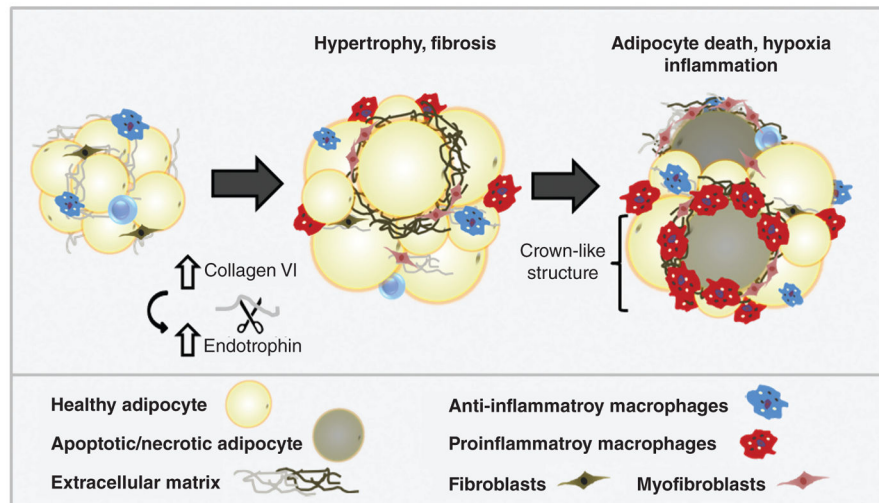 Hypertrophy, fibrosis
Adipocyte death, hypoxia
inflammation
Collagen VI
Endotrophin
Crown-like
structure
Healthy adipocyte
Apoptotic/necrotic adipocyte
Extracellular matrix
Anti-inflammatroy macrophages
Proinflammatroy macrophages
Fibroblasts
Myofibroblasts